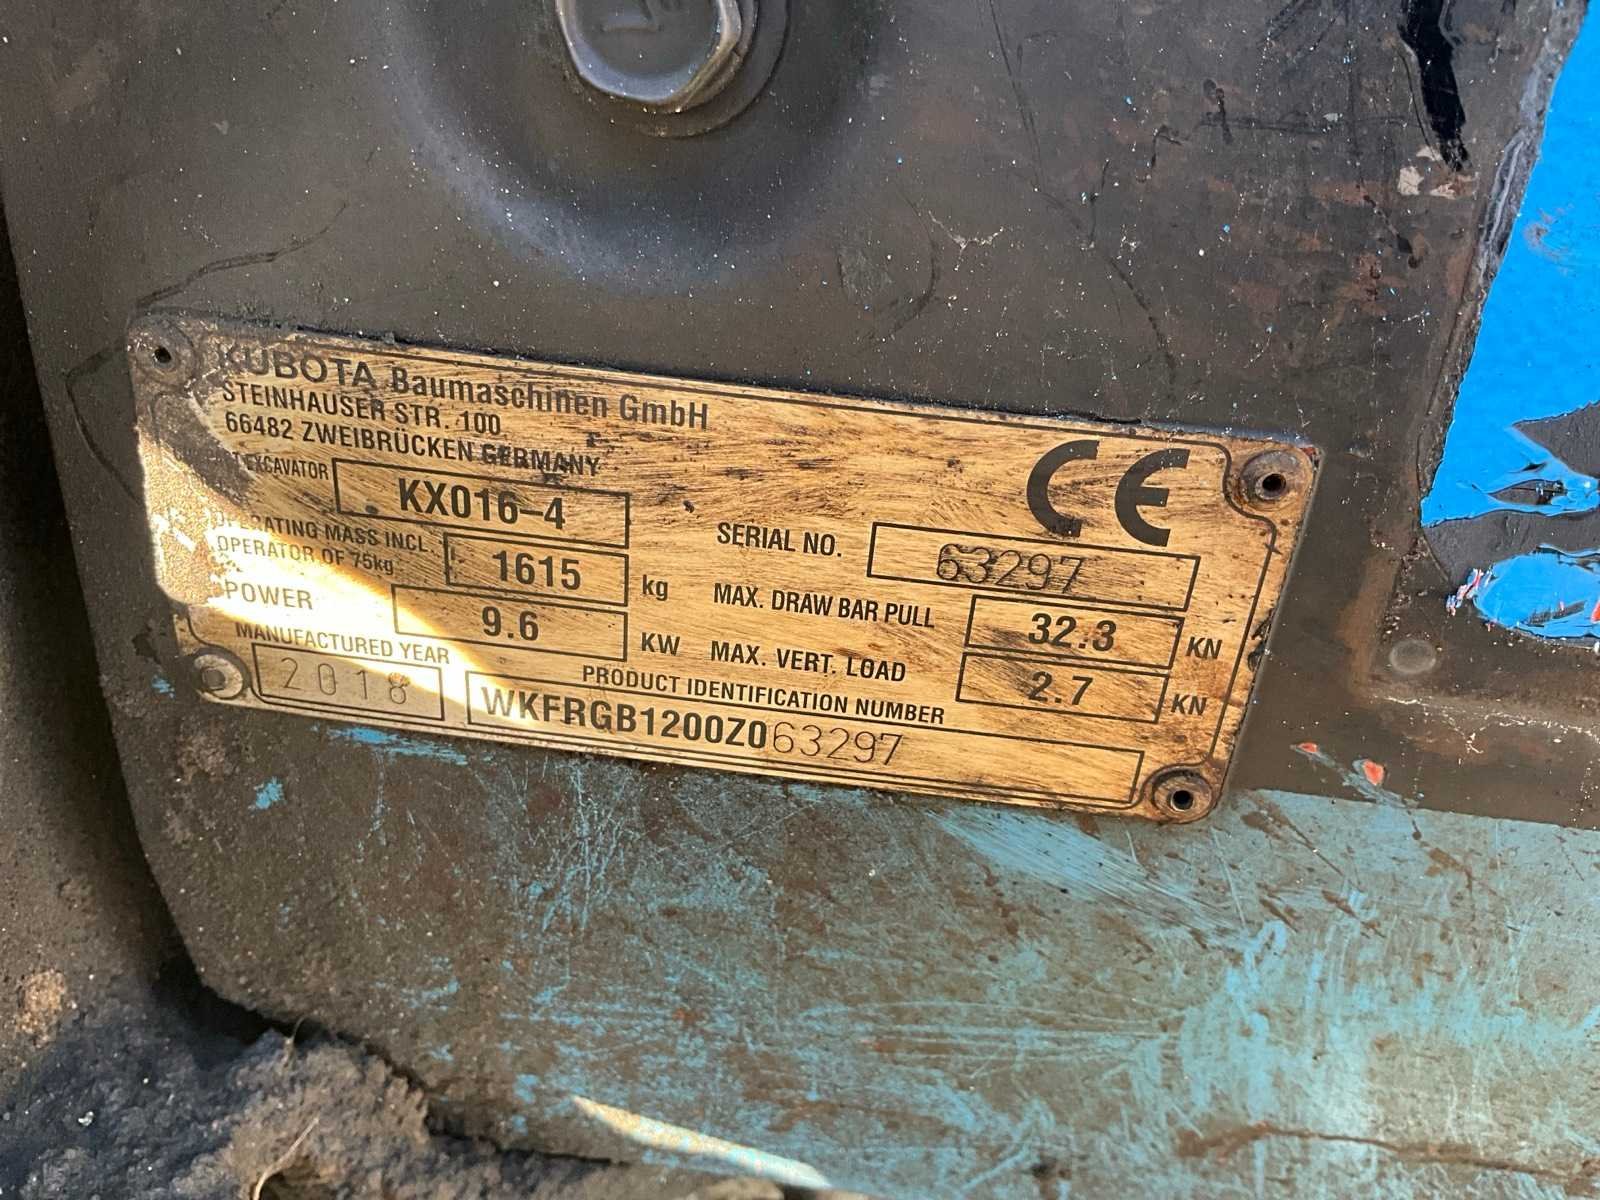 KUBOTA Baumaschinen GmbH
STEINHAUSER STR. 100
66482 ZWEIBRÜCKEN GERMANY
COMPACT EXCAVATOR KX016-4
OPERATING MASS INCL.
OPERATOR OF 75kg 1615 kg
POWER 9.6 KW
MANUFACTURED YEAR
2018
CE
SERIAL NO. 63297
MAX. DRAW BAR PULL 32.3 KN
MAX. VERT. LOAD 2.7 KN
PRODUCT IDENTIFICATION NUMBER
WKFRGB1200Z063297